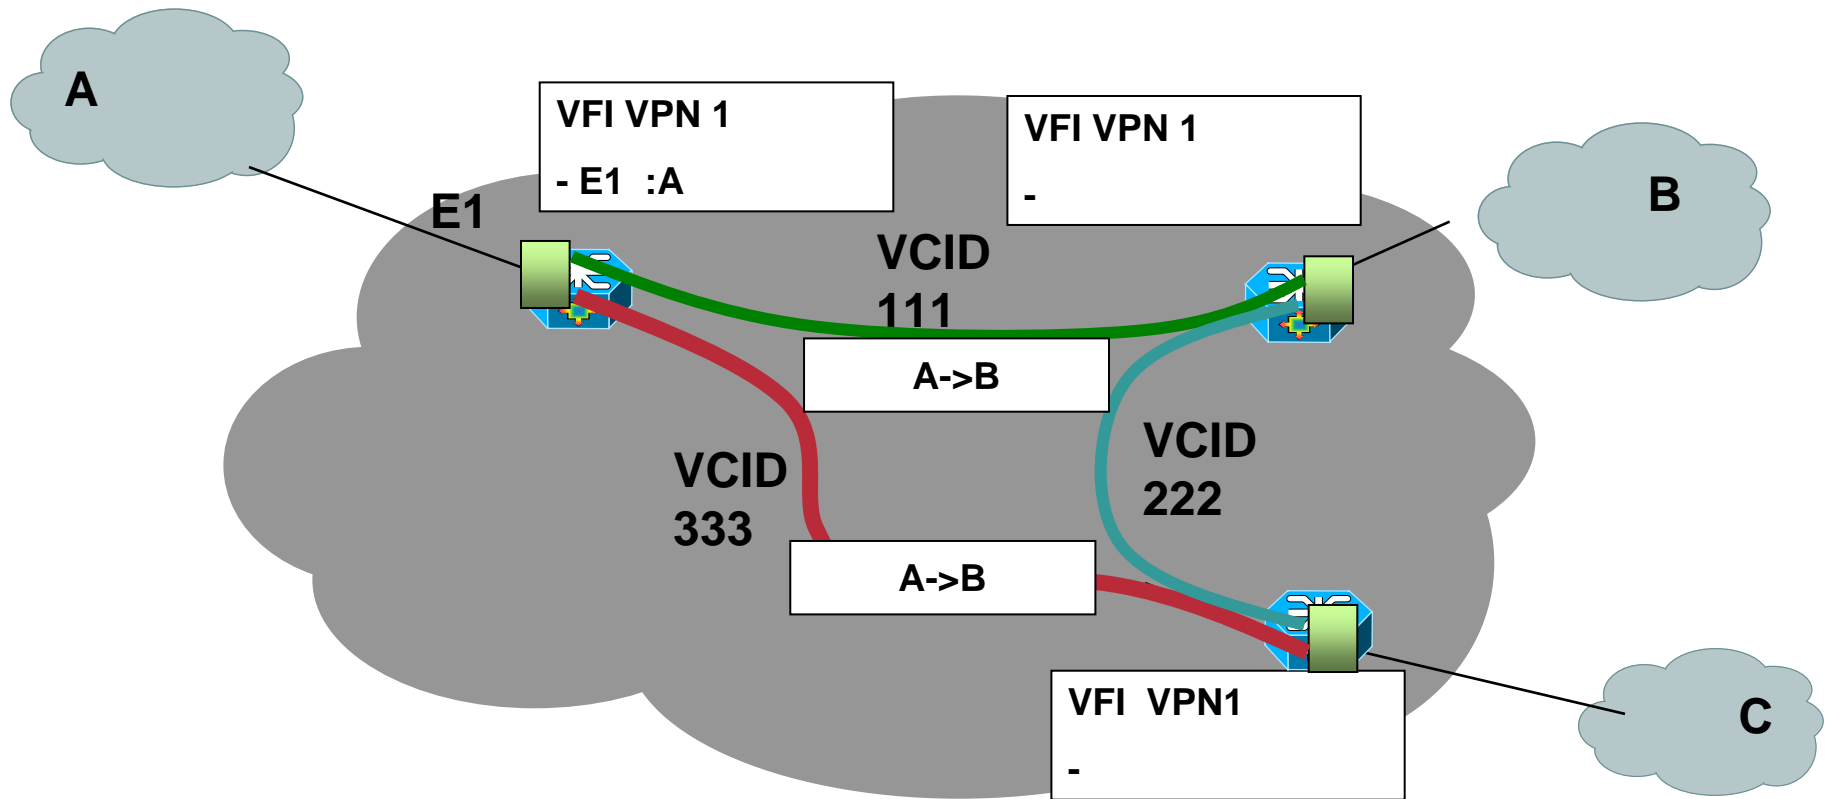 A
VFI VPN 1
- E1  :A
VFI VPN 1
-
B
E1
VCID
111
A->B
VCID
222
VCID
333
A->B
VFI  VPN1
-
C